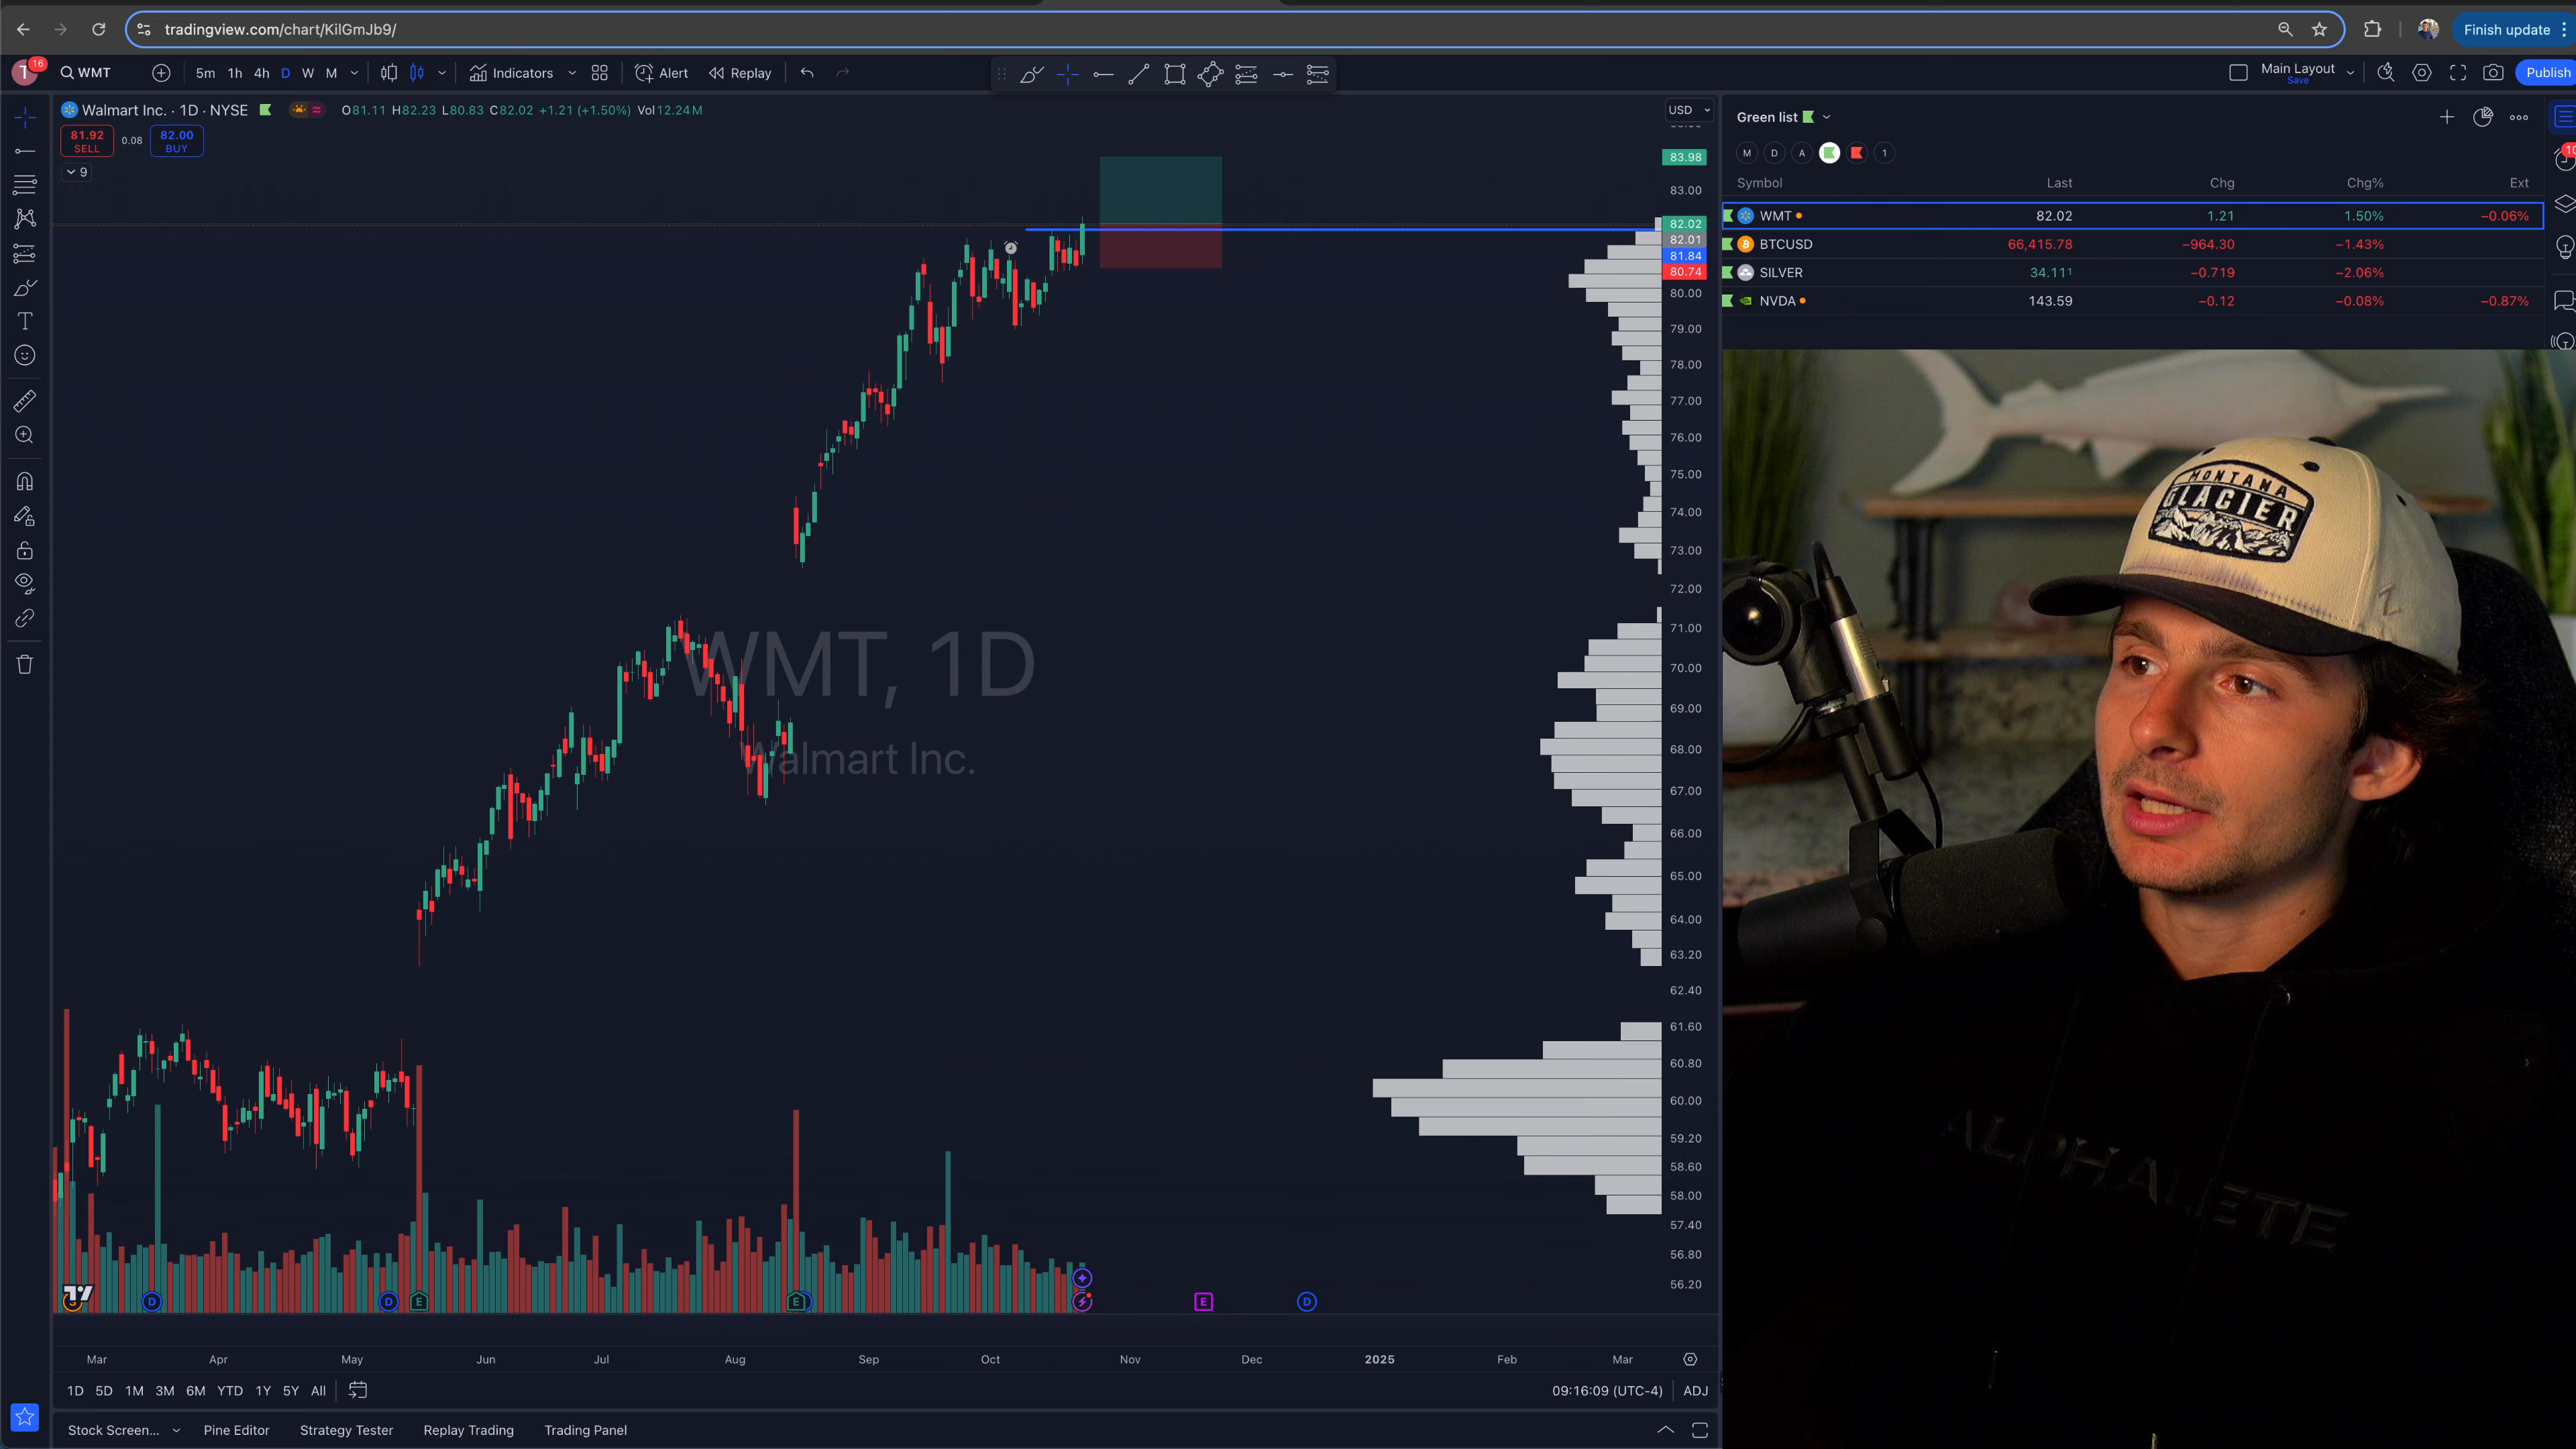 tradingview.com/chart/KilGmJb9/
Finish update
T 16
WMT
5m 1h 4h D W M
Indicators
Alert
Replay
Main Layout
Save
Publish
Walmart Inc. · 1D · NYSE
O81.11 H82.23 L80.83 C82.02 +1.21 (+1.50%) Vol12.24M
81.92
SELL
0.08
82.00
BUY
9
USD
83.98
83.00
82.02
82.01
81.84
80.74
80.00
79.00
78.00
77.00
76.00
75.00
74.00
73.00
72.00
71.00
70.00
69.00
68.00
67.00
66.00
65.00
64.00
63.20
62.40
61.60
60.80
60.00
59.20
58.60
58.00
57.40
56.80
56.20
WMT, 1D
Walmart Inc.
D D E E E D
Mar Apr May Jun Jul Aug Sep Oct Nov Dec 2025 Feb Mar
1D 5D 1M 3M 6M YTD 1Y 5Y All
09:16:09 (UTC-4) ADJ
Stock Screen... Pine Editor Strategy Tester Replay Trading Trading Panel
Green list
M D A 1
Symbol Last Chg Chg% Ext
WMT 82.02 1.21 1.50% −0.06%
BTCUSD 66,415.78 −964.30 −1.43%
SILVER 34.11¹ −0.719 −2.06%
NVDA 143.59 −0.12 −0.08% −0.87%
MONTANA
GLACIER
ALPHALETE